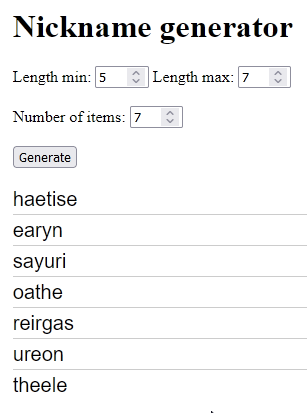 Nickname generator
Length min: 5 Length max: 7
Number of items: 7
Generate
haetise
earyn
sayuri
oathe
reirgas
ureon
theele